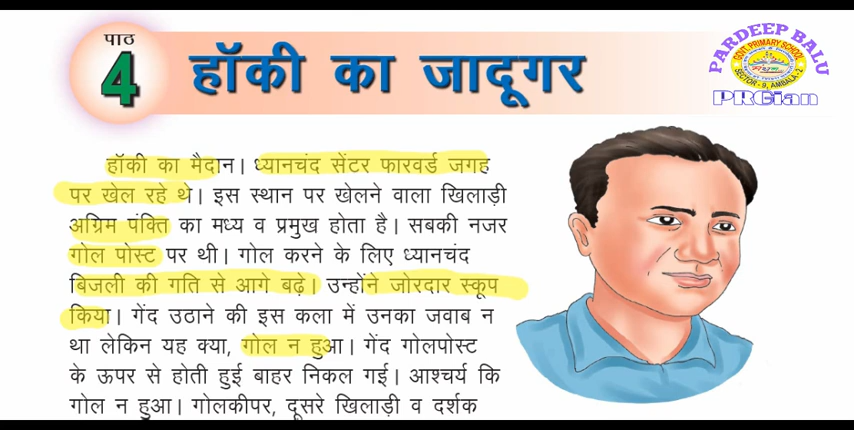 पाठ
4
हॉकी का जादूगर
PARDEEP BALU
GOVT. PRIMARY SCHOOL
SECTOR - 9, AMBALA
PRGian
हॉकी का मैदान। ध्यानचंद सेंटर फारवर्ड जगह
पर खेल रहे थे। इस स्थान पर खेलने वाला खिलाड़ी
अग्रिम पंक्ति का मध्य व प्रमुख होता है। सबकी नजर
गोल पोस्ट पर थी। गोल करने के लिए ध्यानचंद
बिजली की गति से आगे बढ़े। उन्होंने जोरदार स्कूप
किया। गेंद उठाने की इस कला में उनका जवाब न
था लेकिन यह क्या, गोल न हुआ। गेंद गोलपोस्ट
के ऊपर से होती हुई बाहर निकल गई। आश्चर्य कि
गोल न हुआ। गोलकीपर, दूसरे खिलाड़ी व दर्शक